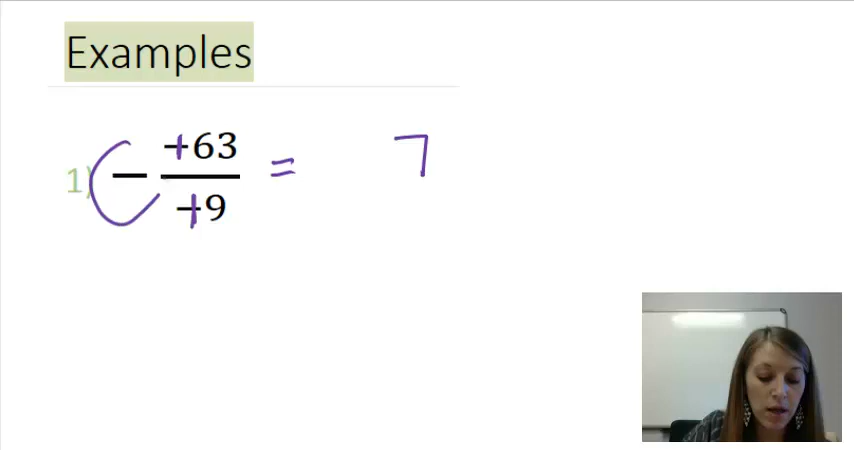 Examples
1) − +63/+9 = 7